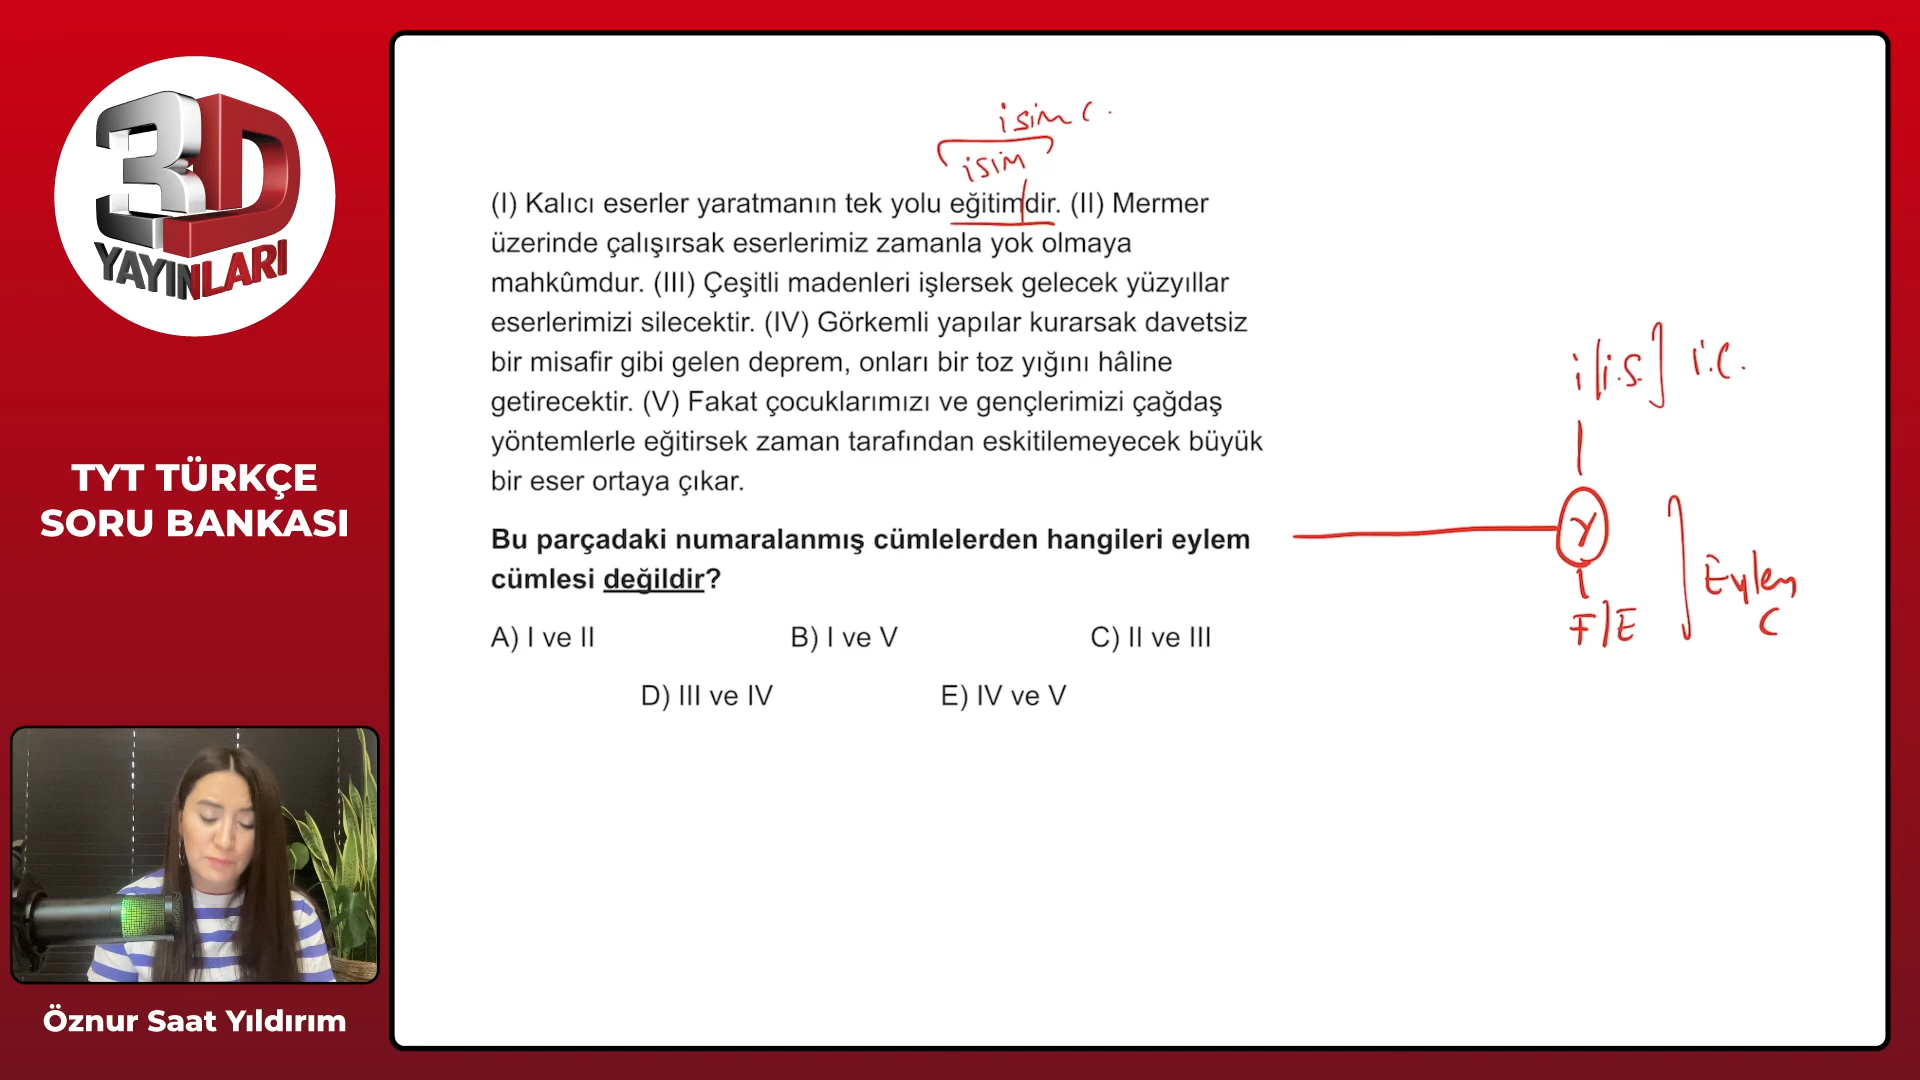 3D
YAYINLARI
TYT TÜRKÇE
SORU BANKASI
Öznur Saat Yıldırım
isim c.
isim
(I) Kalıcı eserler yaratmanın tek yolu eğitimdir. (II) Mermer
üzerinde çalışırsak eserlerimiz zamanla yok olmaya
mahkûmdur. (III) Çeşitli madenleri işlersek gelecek yüzyıllar
eserlerimizi silecektir. (IV) Görkemli yapılar kurarsak davetsiz
bir misafir gibi gelen deprem, onları bir toz yığını hâline
getirecektir. (V) Fakat çocuklarımızı ve gençlerimizi çağdaş
yöntemlerle eğitirsek zaman tarafından eskitilemeyecek büyük
bir eser ortaya çıkar.
Bu parçadaki numaralanmış cümlelerden hangileri eylem
cümlesi değildir?
A) I ve II B) I ve V C) II ve III
D) III ve IV E) IV ve V
i/i.S.] i.C.
Y
F/E
Eylem
C